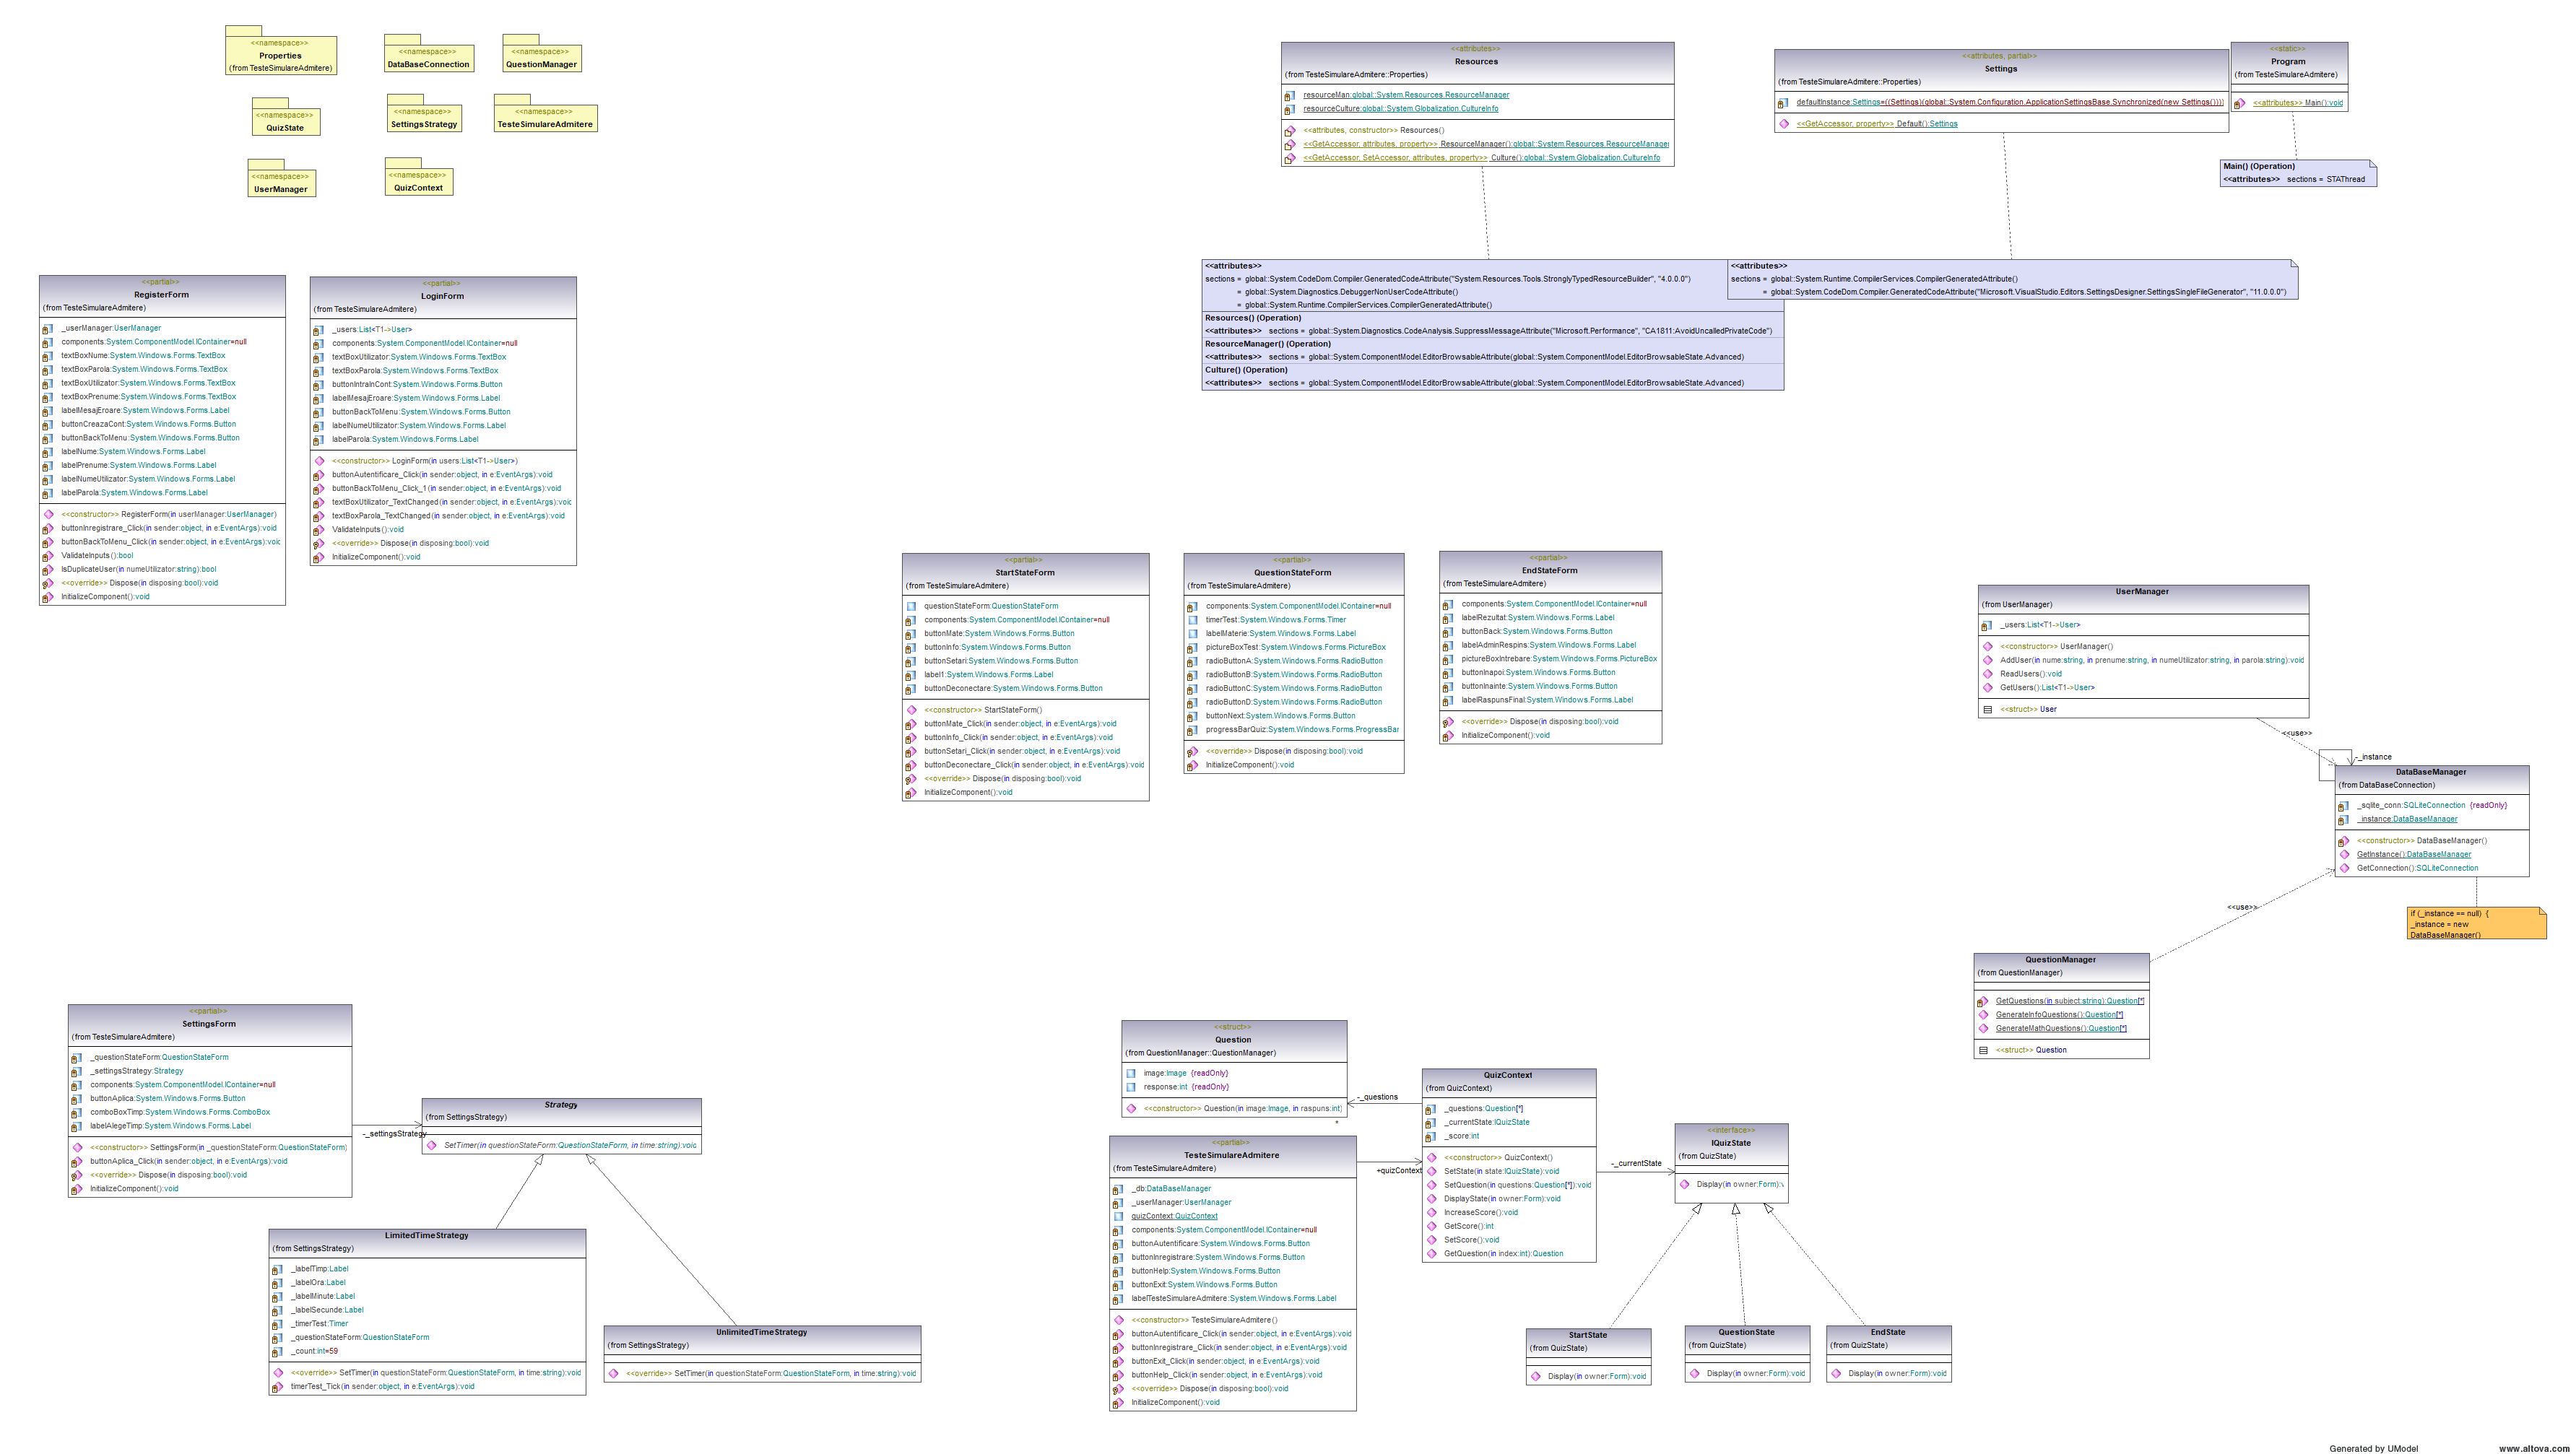 <<namespace>>
Properties
(from TesteSimulareAdmitere)
<<namespace>>
DataBaseConnection
<<namespace>>
QuestionManager
<<namespace>>
QuizState
<<namespace>>
SettingsStrategy
<<namespace>>
TesteSimulareAdmitere
<<namespace>>
UserManager
<<namespace>>
QuizContext
<<attributes>>
Resources
(from TesteSimulareAdmitere::Properties)
resourceMan:global::System.Resources.ResourceManager
resourceCulture:global::System.Globalization.CultureInfo
<<attributes, constructor>> Resources()
<<GetAccessor, attributes, property>> ResourceManager():global::System.Resources.ResourceManager
<<GetAccessor, SetAccessor, attributes, property>> Culture():global::System.Globalization.CultureInfo
<<attributes, partial>>
Settings
(from TesteSimulareAdmitere::Properties)
defaultInstance:Settings=((Settings)(global::System.Configuration.ApplicationSettingsBase.Synchronized(new Settings())))
<<GetAccessor, property>> Default():Settings
<<static>>
Program
(from TesteSimulareAdmitere)
<<attributes>> Main():void
Main() (Operation)
<<attributes>> sections = STAThread
<<attributes>>
sections = global::System.CodeDom.Compiler.GeneratedCodeAttribute("System.Resources.Tools.StronglyTypedResourceBuilder", "4.0.0.0")
= global::System.Diagnostics.DebuggerNonUserCodeAttribute()
= global::System.Runtime.CompilerServices.CompilerGeneratedAttribute()
Resources() (Operation)
<<attributes>> sections = global::System.Diagnostics.CodeAnalysis.SuppressMessageAttribute("Microsoft.Performance", "CA1811:AvoidUncalledPrivateCode")
ResourceManager() (Operation)
<<attributes>> sections = global::System.ComponentModel.EditorBrowsableAttribute(global::System.ComponentModel.EditorBrowsableState.Advanced)
Culture() (Operation)
<<attributes>> sections = global::System.ComponentModel.EditorBrowsableAttribute(global::System.ComponentModel.EditorBrowsableState.Advanced)
<<attributes>>
sections = global::System.Runtime.CompilerServices.CompilerGeneratedAttribute()
= global::System.CodeDom.Compiler.GeneratedCodeAttribute("Microsoft.VisualStudio.Editors.SettingsDesigner.SettingsSingleFileGenerator", "11.0.0.0")
<<partial>>
RegisterForm
(from TesteSimulareAdmitere)
_userManager:UserManager
components:System.ComponentModel.IContainer=null
textBoxNume:System.Windows.Forms.TextBox
textBoxParola:System.Windows.Forms.TextBox
textBoxUtilizator:System.Windows.Forms.TextBox
textBoxPrenume:System.Windows.Forms.TextBox
labelMesajEroare:System.Windows.Forms.Label
buttonCreazaCont:System.Windows.Forms.Button
buttonBackToMenu:System.Windows.Forms.Button
labelNume:System.Windows.Forms.Label
labelPrenume:System.Windows.Forms.Label
labelNumeUtilizator:System.Windows.Forms.Label
labelParola:System.Windows.Forms.Label
<<constructor>> RegisterForm(in userManager:UserManager)
buttonInregistrare_Click(in sender:object, in e:EventArgs):void
buttonBackToMenu_Click(in sender:object, in e:EventArgs):void
ValidateInputs():bool
IsDuplicateUser(in numeUtilizator:string):bool
<<override>> Dispose(in disposing:bool):void
InitializeComponent():void
<<partial>>
LoginForm
(from TesteSimulareAdmitere)
_users:List<T1->User>
components:System.ComponentModel.IContainer=null
textBoxUtilizator:System.Windows.Forms.TextBox
textBoxParola:System.Windows.Forms.TextBox
buttonIntraInCont:System.Windows.Forms.Button
labelMesajEroare:System.Windows.Forms.Label
buttonBackToMenu:System.Windows.Forms.Button
labelNumeUtilizator:System.Windows.Forms.Label
labelParola:System.Windows.Forms.Label
<<constructor>> LoginForm(in users:List<T1->User>)
buttonAutentificare_Click(in sender:object, in e:EventArgs):void
buttonBackToMenu_Click_1(in sender:object, in e:EventArgs):void
textBoxUtilizator_TextChanged(in sender:object, in e:EventArgs):void
textBoxParola_TextChanged(in sender:object, in e:EventArgs):void
ValidateInputs():void
<<override>> Dispose(in disposing:bool):void
InitializeComponent():void
<<partial>>
StartStateForm
(from TesteSimulareAdmitere)
questionStateForm:QuestionStateForm
components:System.ComponentModel.IContainer=null
buttonMate:System.Windows.Forms.Button
buttonInfo:System.Windows.Forms.Button
buttonSetari:System.Windows.Forms.Button
label1:System.Windows.Forms.Label
buttonDeconectare:System.Windows.Forms.Button
<<constructor>> StartStateForm()
buttonMate_Click(in sender:object, in e:EventArgs):void
buttonInfo_Click(in sender:object, in e:EventArgs):void
buttonSetari_Click(in sender:object, in e:EventArgs):void
buttonDeconectare_Click(in sender:object, in e:EventArgs):void
<<override>> Dispose(in disposing:bool):void
InitializeComponent():void
<<partial>>
QuestionStateForm
(from TesteSimulareAdmitere)
components:System.ComponentModel.IContainer=null
timerTest:System.Windows.Forms.Timer
labelMaterie:System.Windows.Forms.Label
pictureBoxTest:System.Windows.Forms.PictureBox
radioButtonA:System.Windows.Forms.RadioButton
radioButtonB:System.Windows.Forms.RadioButton
radioButtonC:System.Windows.Forms.RadioButton
radioButtonD:System.Windows.Forms.RadioButton
buttonNext:System.Windows.Forms.Button
progressBarQuiz:System.Windows.Forms.ProgressBar
<<override>> Dispose(in disposing:bool):void
InitializeComponent():void
<<partial>>
EndStateForm
(from TesteSimulareAdmitere)
components:System.ComponentModel.IContainer=null
labelRezultat:System.Windows.Forms.Label
buttonBack:System.Windows.Forms.Button
labelAdminRespins:System.Windows.Forms.Label
pictureBoxIntrebare:System.Windows.Forms.PictureBox
buttonInapoi:System.Windows.Forms.Button
buttonInainte:System.Windows.Forms.Button
labelRaspunsFinal:System.Windows.Forms.Label
<<override>> Dispose(in disposing:bool):void
InitializeComponent():void
UserManager
(from UserManager)
_users:List<T1->User>
<<constructor>> UserManager()
AddUser(in nume:string, in prenume:string, in numeUtilizator:string, in parola:string):void
ReadUsers():void
GetUsers():List<T1->User>
<<struct>> User
<<use>>
-_instance
DataBaseManager
(from DataBaseConnection)
_sqlite_conn:SQLiteConnection {readOnly}
_instance:DataBaseManager
<<constructor>> DataBaseManager()
GetInstance():DataBaseManager
GetConnection():SQLiteConnection
<<use>>
if (_instance == null) {
_instance = new
DataBaseManager()
QuestionManager
(from QuestionManager)
GetQuestions(in subject:string):Question[*]
GenerateInfoQuestions():Question[*]
GenerateMathQuestions():Question[*]
<<struct>> Question
<<partial>>
SettingsForm
(from TesteSimulareAdmitere)
_questionStateForm:QuestionStateForm
_settingsStrategy:Strategy
components:System.ComponentModel.IContainer=null
buttonAplica:System.Windows.Forms.Button
comboBoxTimp:System.Windows.Forms.ComboBox
labelAlegeTimp:System.Windows.Forms.Label
<<constructor>> SettingsForm(in _questionStateForm:QuestionStateForm)
buttonAplica_Click(in sender:object, in e:EventArgs):void
<<override>> Dispose(in disposing:bool):void
InitializeComponent():void
-_settingsStrategy
Strategy
(from SettingsStrategy)
SetTimer(in questionStateForm:QuestionStateForm, in time:string):void
LimitedTimeStrategy
(from SettingsStrategy)
_labelTimp:Label
_labelOra:Label
_labelMinute:Label
_labelSecunde:Label
_timerTest:Timer
_questionStateForm:QuestionStateForm
_count:int=59
<<override>> SetTimer(in questionStateForm:QuestionStateForm, in time:string):void
timerTest_Tick(in sender:object, in e:EventArgs):void
UnlimitedTimeStrategy
(from SettingsStrategy)
<<override>> SetTimer(in questionStateForm:QuestionStateForm, in time:string):void
<<struct>>
Question
(from QuestionManager::QuestionManager)
image:Image {readOnly}
response:int {readOnly}
<<constructor>> Question(in image:Image, in raspuns:int)
-_questions
*
<<partial>>
TesteSimulareAdmitere
(from TesteSimulareAdmitere)
_db:DataBaseManager
_userManager:UserManager
quizContext:QuizContext
components:System.ComponentModel.IContainer=null
buttonAutentificare:System.Windows.Forms.Button
buttonInregistrare:System.Windows.Forms.Button
buttonHelp:System.Windows.Forms.Button
buttonExit:System.Windows.Forms.Button
labelTesteSimulareAdmitere:System.Windows.Forms.Label
<<constructor>> TesteSimulareAdmitere()
buttonAutentificare_Click(in sender:object, in e:EventArgs):void
buttonInregistrare_Click(in sender:object, in e:EventArgs):void
buttonExit_Click(in sender:object, in e:EventArgs):void
buttonHelp_Click(in sender:object, in e:EventArgs):void
<<override>> Dispose(in disposing:bool):void
InitializeComponent():void
+quizContext
QuizContext
(from QuizContext)
_questions:Question[*]
_currentState:IQuizState
_score:int
<<constructor>> QuizContext()
SetState(in state:IQuizState):void
SetQuestion(in questions:Question[*]):void
DisplayState(in owner:Form):void
IncreaseScore():void
GetScore():int
SetScore():void
GetQuestion(in index:int):Question
-_currentState
<<interface>>
IQuizState
(from QuizState)
Display(in owner:Form):v
StartState
(from QuizState)
Display(in owner:Form):void
QuestionState
(from QuizState)
Display(in owner:Form):void
EndState
(from QuizState)
Display(in owner:Form):void
Generated by UModel
www.altova.com